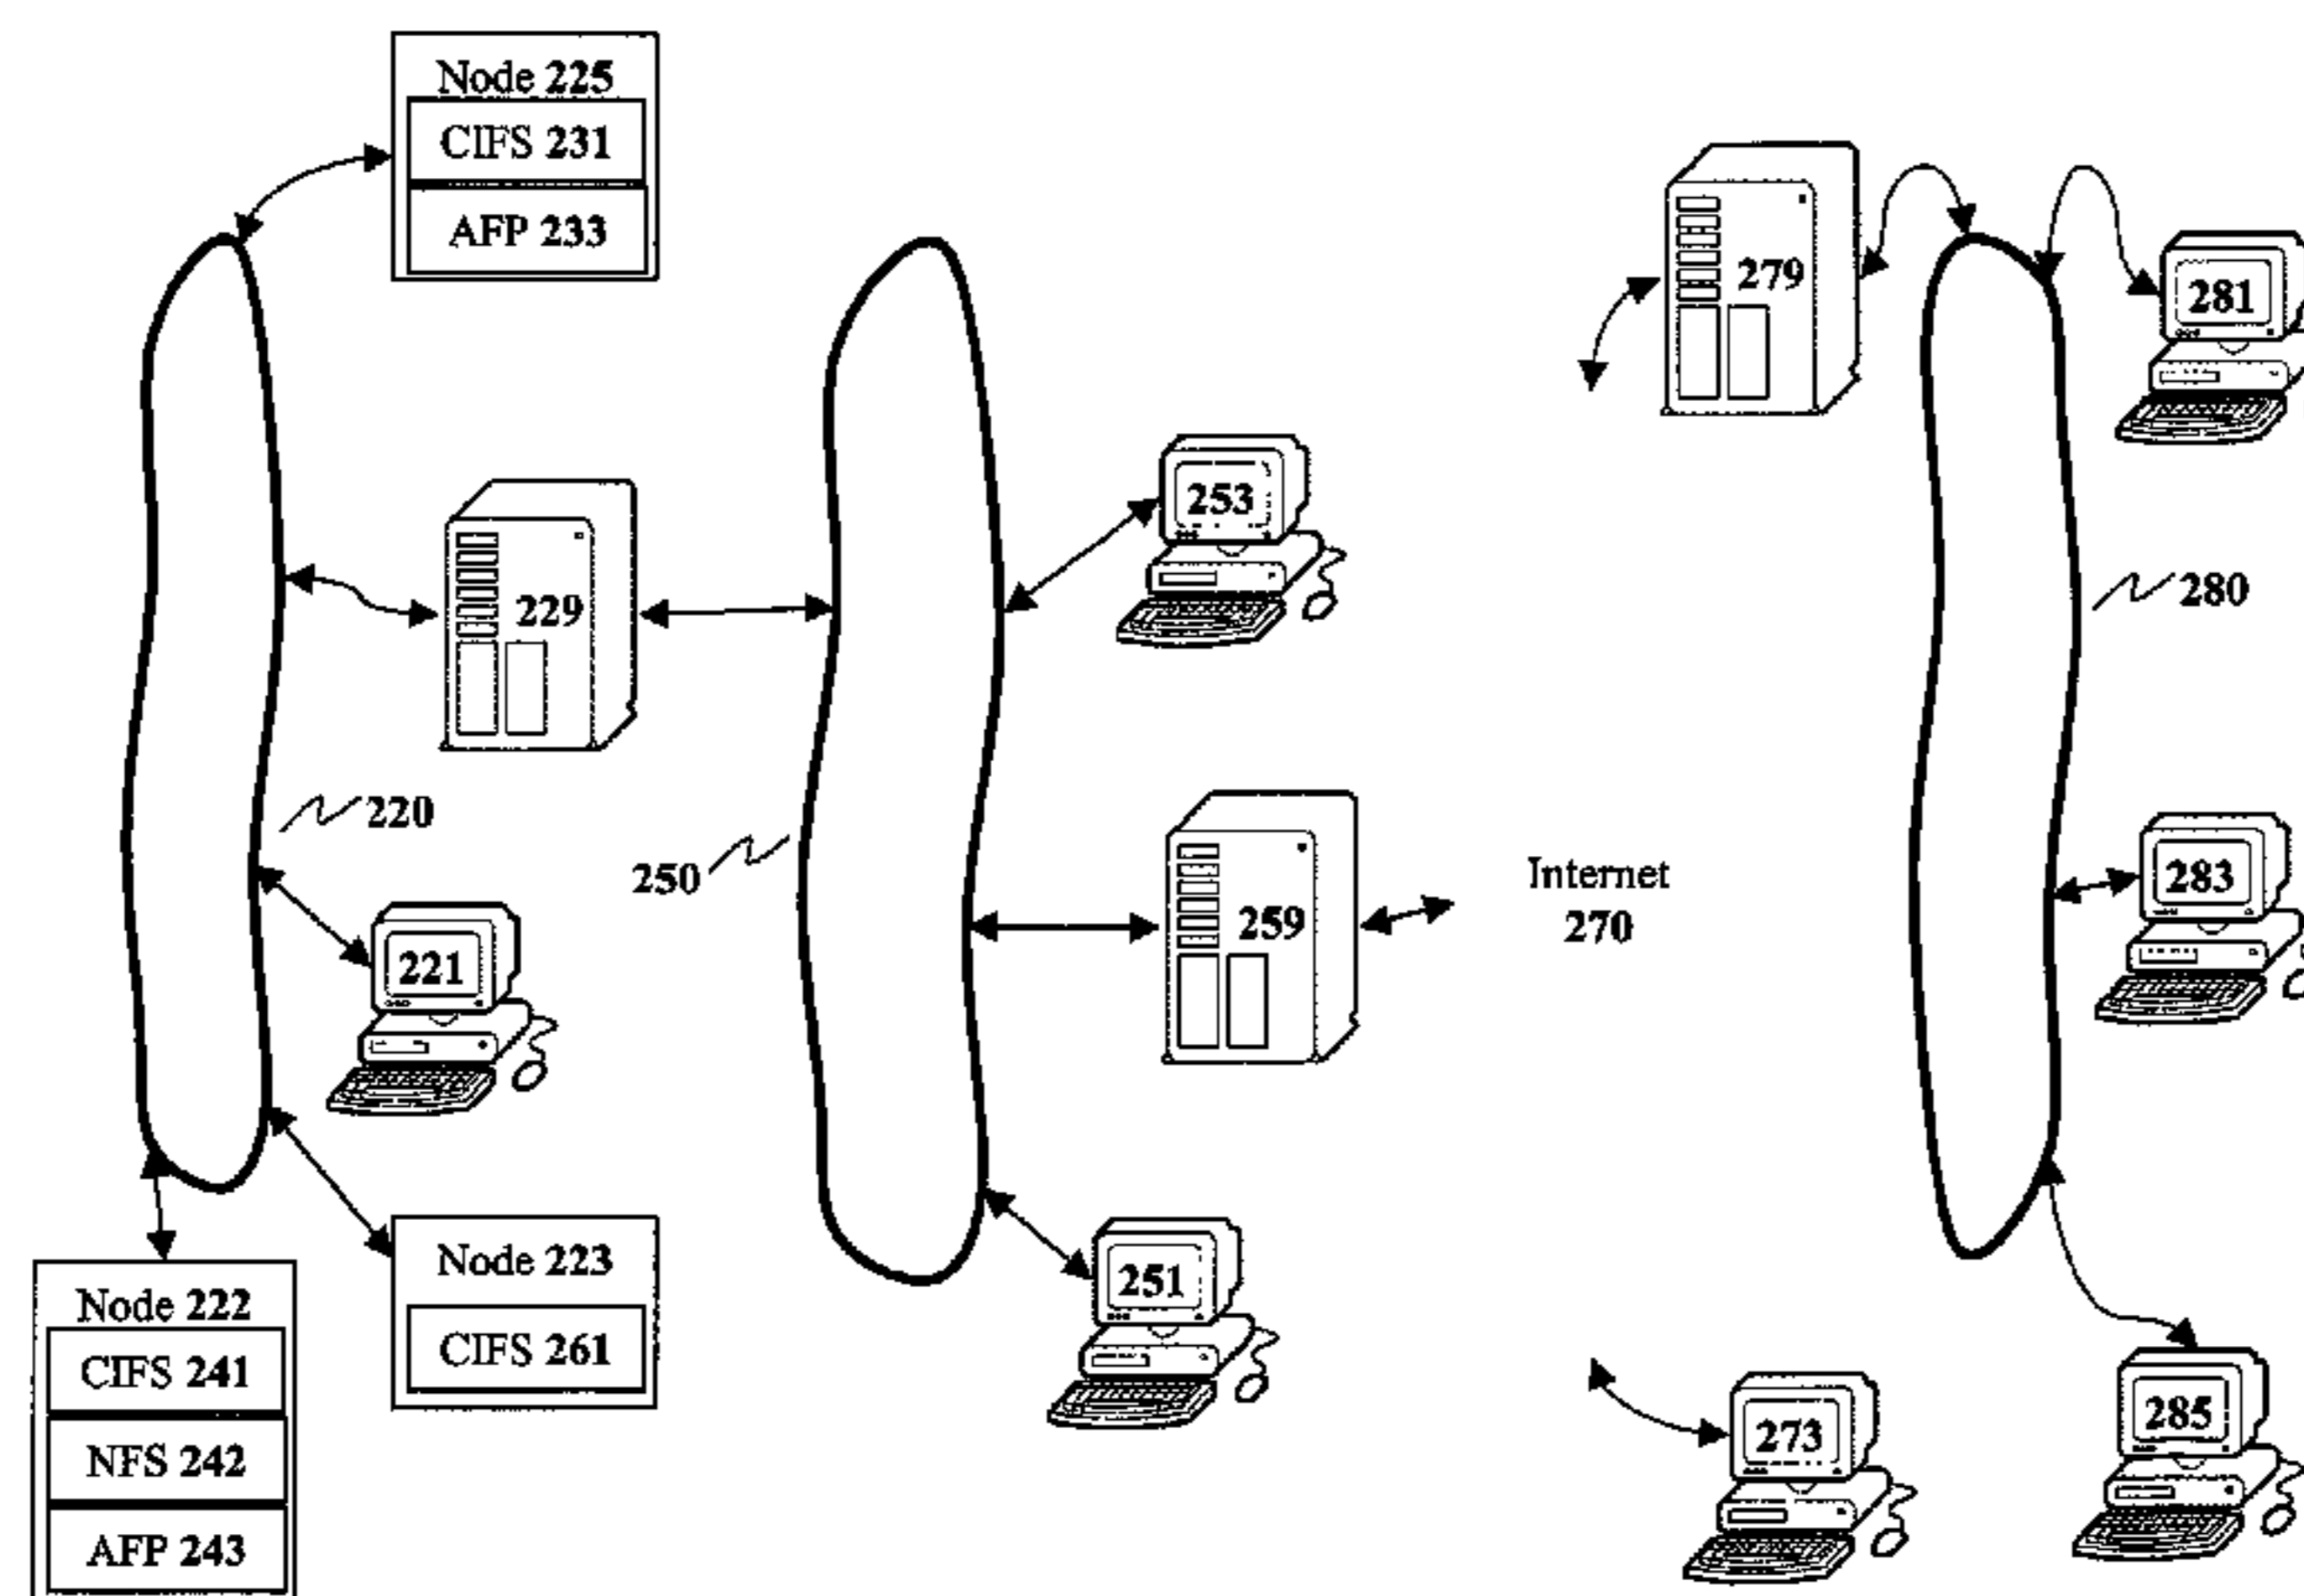 Node 225
CIFS 231
AFP 233
279
281
253
280
229
220
250
259
Internet
270
283
221
Node 223
CIFS 261
251
Node 222
CIFS 241
NFS 242
AFP 243
273
285